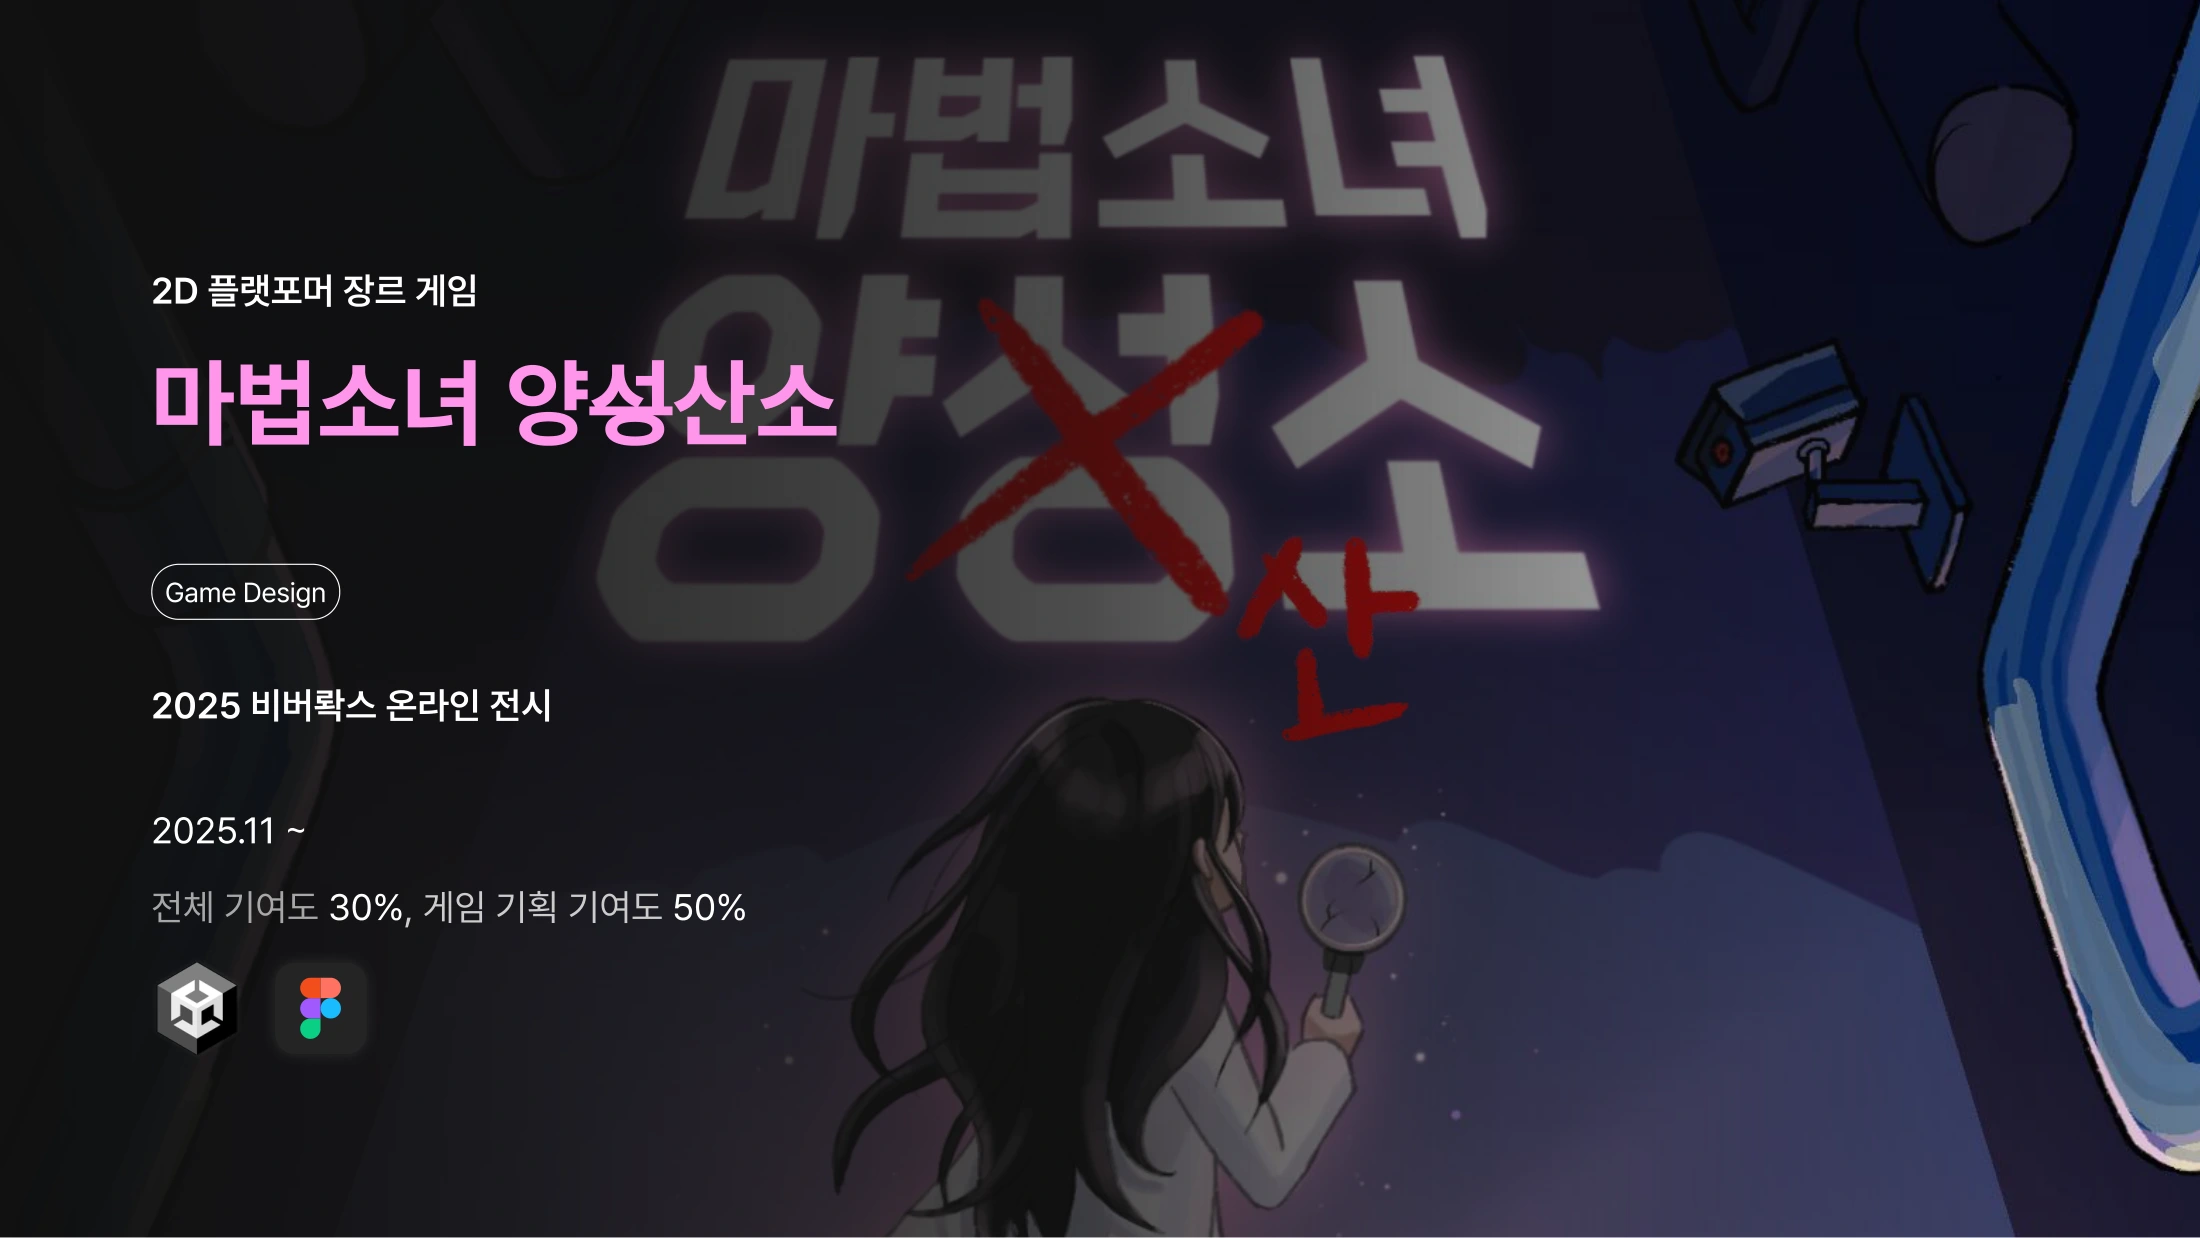 마법소녀
양성소
산
2D 플랫포머 장르 게임
마법소녀 양성산소
Game Design
2025 비버롹스 온라인 전시
2025.11 ~
전체 기여도 30%, 게임 기획 기여도 50%